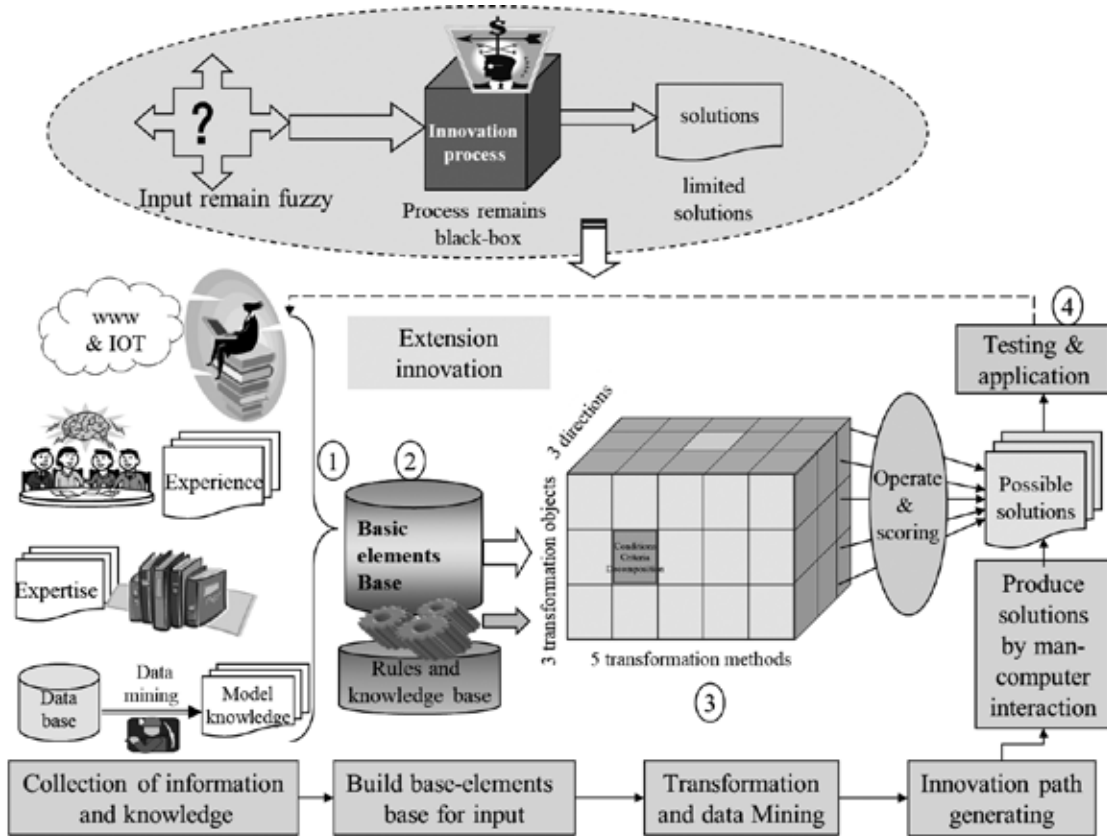 $
?
Innovation
process
solutions
Input remain fuzzy
Process remains
black-box
limited
solutions
www
& IOT
Extension
innovation
4
Testing &
application
3 directions
1
2
Experience
Basic
elements
Base
3 transformation objects
Conditions
Criteria
Decomposition
Operate
&
scoring
Possible
solutions
Expertise
Rules and
knowledge base
5 transformation methods
3
Produce
solutions
by man-
computer
interaction
Data
base
Data
mining
Model
knowledge
Collection of information
and knowledge
Build base-elements
base for input
Transformation
and data Mining
Innovation path
generating